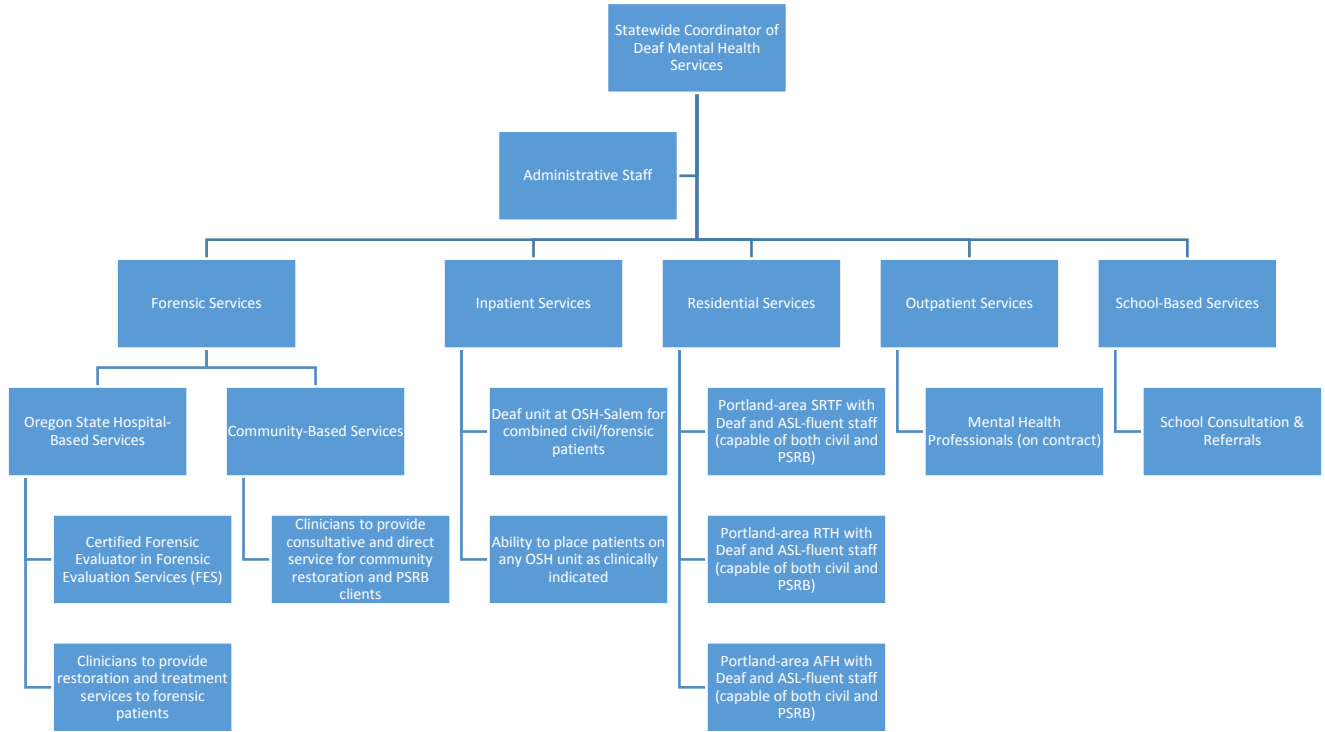 Statewide Coordinator of
Deaf Mental Health
Services
Administrative Staff
Forensic Services
Inpatient Services
Residential Services
Outpatient Services
School-Based Services
Oregon State Hospital-
Based Services
Community-Based Services
Deaf unit at OSH-Salem for
combined civil/forensic
patients
Portland-area SRTF with
Deaf and ASL-fluent staff
(capable of both civil and
PSRB)
Mental Health
Professionals (on contract)
School Consultation &
Referrals
Certified Forensic
Evaluator in Forensic
Evaluation Services (FES)
Clinicians to provide
consultative and direct
service for community
restoration and PSRB
clients
Ability to place patients on
any OSH unit as clinically
indicated
Portland-area RTH with
Deaf and ASL-fluent staff
(capable of both civil and
PSRB)
Clinicians to provide
restoration and treatment
services to forensic
patients
Portland-area AFH with
Deaf and ASL-fluent staff
(capable of both civil and
PSRB)